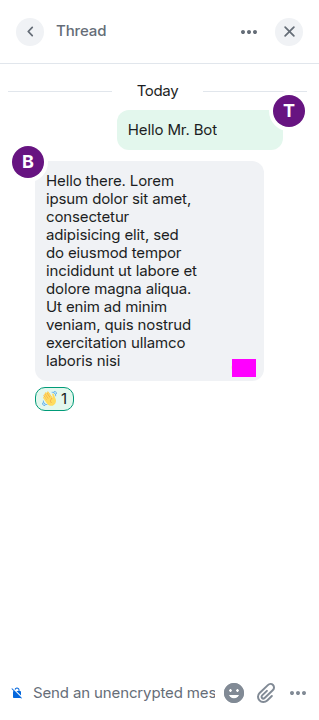 Thread
Today
Hello Mr. Bot
T
B
Hello there. Lorem
ipsum dolor sit amet,
consectetur
adipisicing elit, sed
do eiusmod tempor
incididunt ut labore et
dolore magna aliqua.
Ut enim ad minim
veniam, quis nostrud
exercitation ullamco
laboris nisi
👋 1
Send an unencrypted mes